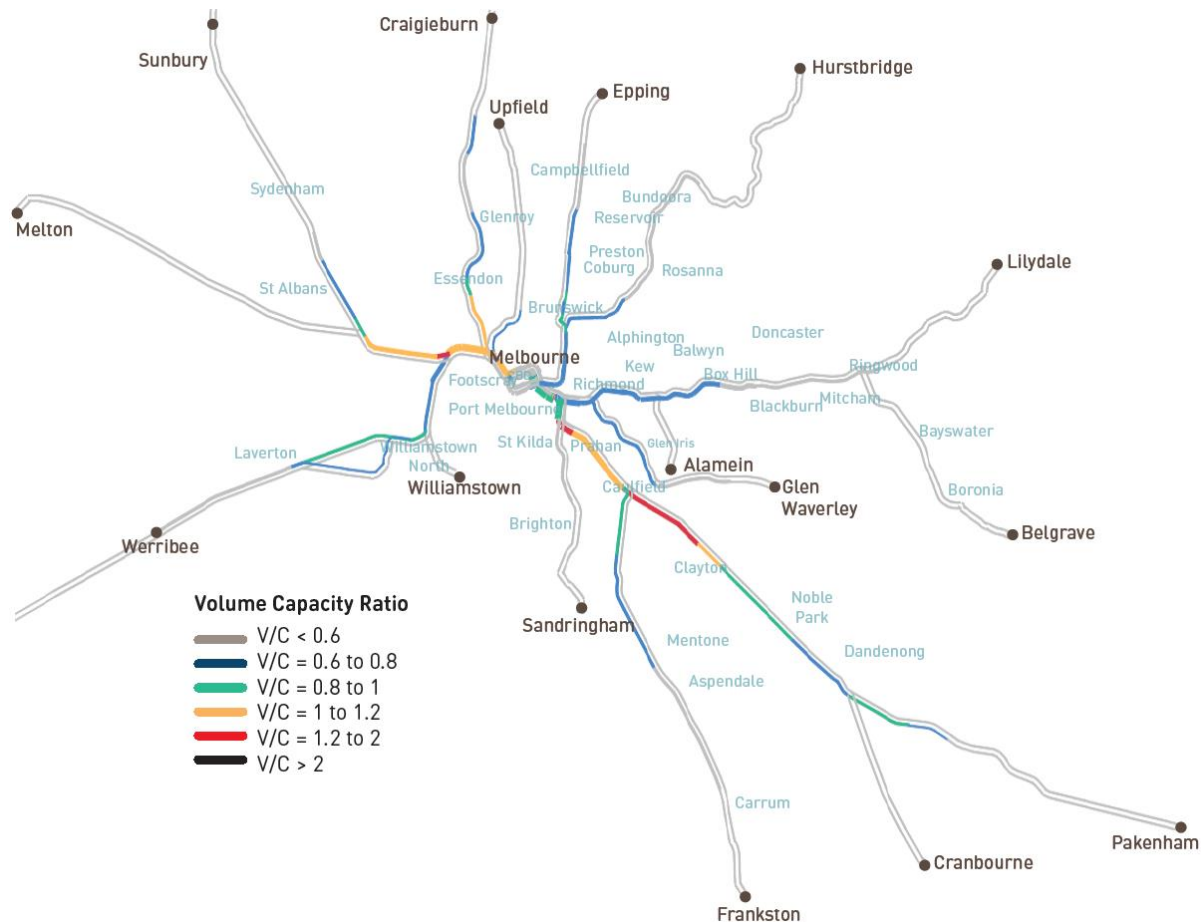 Craigieburn
Sunbury
Hurstbridge
Epping
Upfield
Campbellfield
Sydenham
Bundoora
Glenroy
Reservoir
Melton
Preston
Coburg
Rosanna
Lilydale
Essendon
St Albans
Brunswick
Doncaster
Alphington
Melbourne
Balwyn
Kew
Ringwood
Box Hill
Footscray
Richmond
Mitcham
Blackburn
Port Melbourne
Bayswater
St Kilda
Prahan
Glen Iris
Williamstown
North
Laverton
Alamein
Williamstown
Caulfield
Glen
Waverley
Boronia
Brighton
Belgrave
Werribee
Clayton
Noble
Park
Sandringham
Mentone
Dandenong
Aspendale
Volume Capacity Ratio
V/C < 0.6
V/C = 0.6 to 0.8
V/C = 0.8 to 1
V/C = 1 to 1.2
V/C = 1.2 to 2
V/C > 2
Carrum
Pakenham
Cranbourne
Frankston